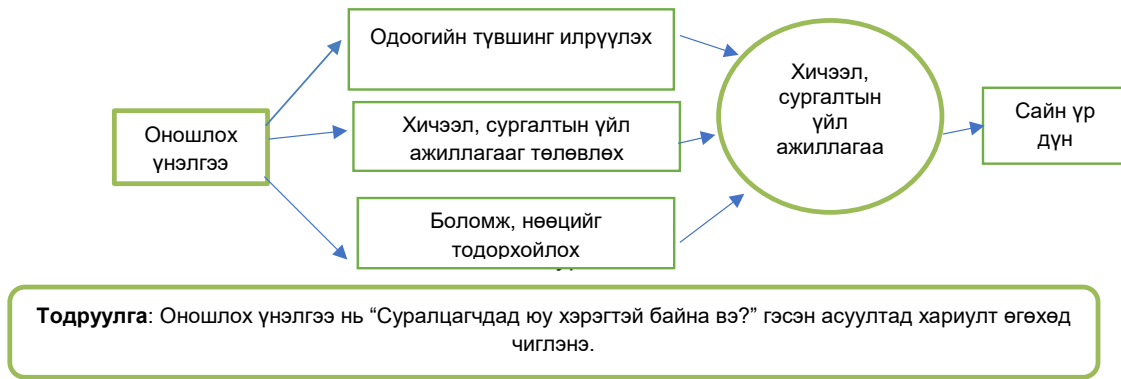 Одоогийн түвшинг илрүүлэх
Оношлох
үнэлгээ
Хичээл, сургалтын үйл
ажиллагааг төлөвлөх
Боломж, нөөцийг
тодорхойлох
Хичээл,
сургалтын
үйл
ажиллагаа
Сайн үр
дүн
Тодруулга: Оношлох үнэлгээ нь “Суралцагчдад юу хэрэгтэй байна вэ?” гэсэн асуултад хариулт өгөхөд
чиглэнэ.